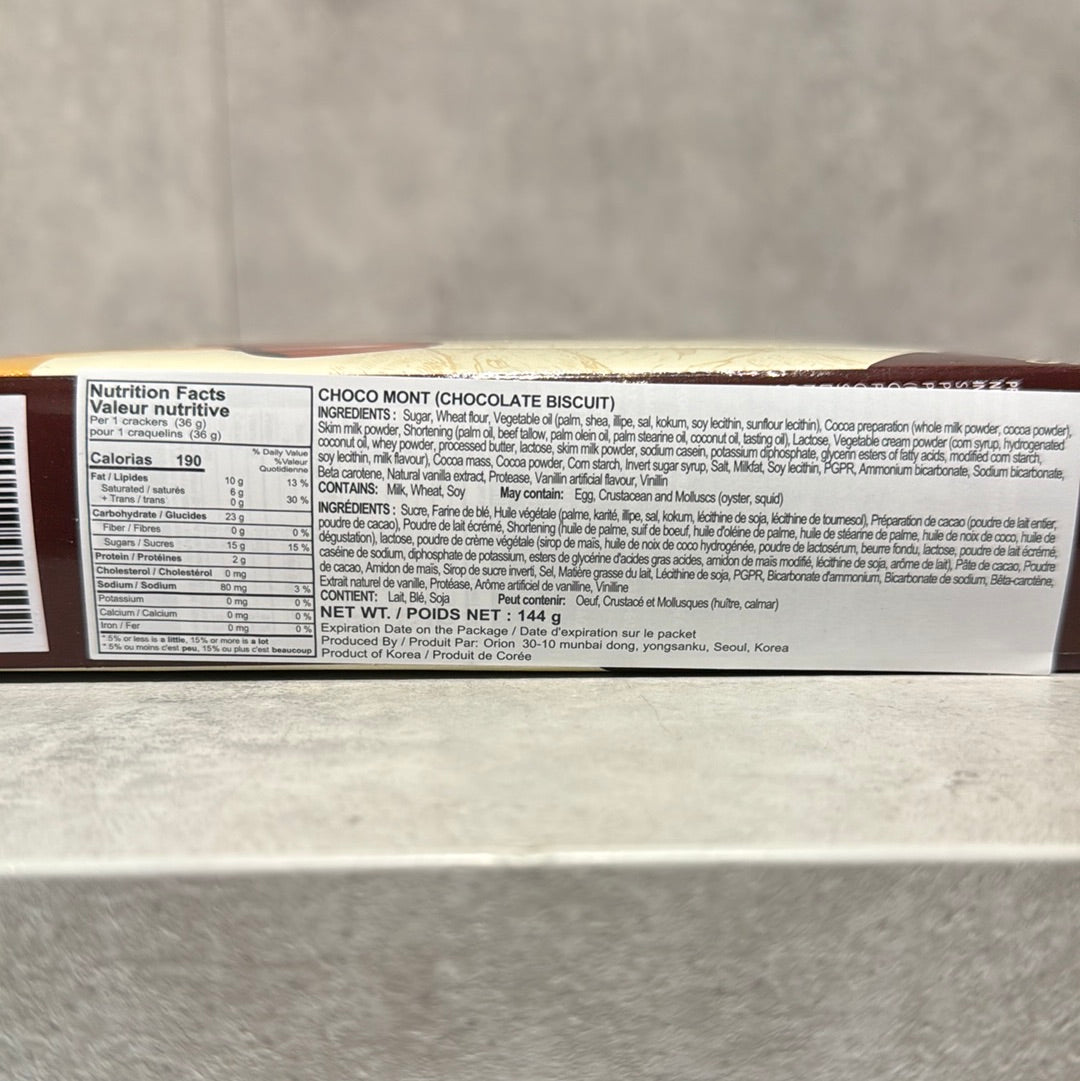 Nutrition Facts
Valeur nutritive
Per 1 crackers (36 g)
pour 1 craquelins (36 g)
% Daily Value
%Valeur
Quotidienne
Calorias 190
Fat / Lipides 10 g 13 %
Saturated / saturés 6 g
+ Trans / trans 0 g 30 %
Carbohydrate / Glucides 23 g
Fiber / Fibres 0 g 0 %
Sugars / Sucres 15 g 15 %
Protein / Protéines 2 g
Cholesterol / Cholestérol 0 mg
Sodium / Sodium 80 mg 3 %
Potassium 0 mg 0 %
Calcium / Calcium 0 mg 0 %
Iron / Fer 0 mg 0 %
*5% or less is a little, 15% or more is a lot
*5% ou moins c'est peu, 15% ou plus c'est beaucoup
CHOCO MONT (CHOCOLATE BISCUIT)
INGREDIENTS : Sugar, Wheat flour, Vegetable oil (palm, shea, illipe, sal, kokum, soy lecithin, sunflour lecithin), Cocoa preparation (whole milk powder, cocoa powder),
Skim milk powder, Shortening (palm oil, beef tallow, palm olein oil, palm stearine oil, coconut oil, tasting oil), Lactose, Vegetable cream powder (corn syrup, hydrogenated
coconut oil, whey powder, processed butter, lactose, skim milk powder, sodium casein, potassium diphosphate, glycerin esters of fatty acids, modified corn starch,
soy lecithin, milk flavour), Cocoa mass, Cocoa powder, Corn starch, Invert sugar syrup, Salt, Milkfat, Soy lecithin, PGPR, Ammonium bicarbonate, Sodium bicarbonate,
Beta carotene, Natural vanilla extract, Protease, Vanillin artificial flavour, Vinillin
CONTAINS: Milk, Wheat, Soy May contain: Egg, Crustacean and Molluscs (oyster, squid)
INGRÉDIENTS : Sucre, Farine de blé, Huile végétale (palme, karité, illipe, sal, kokum, lécithine de soja, lécithine de tournesol), Préparation de cacao (poudre de lait entier,
poudre de cacao), Poudre de lait écrémé, Shortening (huile de palme, suif de boeuf, huile d'oléine de palme, huile de stéarine de palme, huile de noix de coco, huile de
dégustation), lactose, poudre de crème végétale (sirop de maïs, huile de noix de coco hydrogénée, poudre de lactosérum, beurre fondu, lactose, poudre de lait écrémé,
caséine de sodium, diphosphate de potassium, esters de glycérine d'acides gras acides, amidon de maïs modifié, lécithine de soja, arôme de lait), Pâte de cacao, Poudre
de cacao, Amidon de maïs, Sirop de sucre inverti, Sel, Matière grasse du lait, Lécithine de soja, PGPR, Bicarbonate d'ammonium, Bicarbonate de sodium, Bêta-carotène,
Extrait naturel de vanille, Protéase, Arôme artificiel de vanilline, Vinilline
CONTIENT: Lait, Blé, Soja Peut contenir: Oeuf, Crustacé et Mollusques (huître, calmar)
NET WT. / POIDS NET : 144 g
Expiration Date on the Package / Date d'expiration sur le packet
Produced By / Produit Par: Orion 30-10 munbai dong, yongsanku, Seoul, Korea
Product of Korea / Produit de Corée